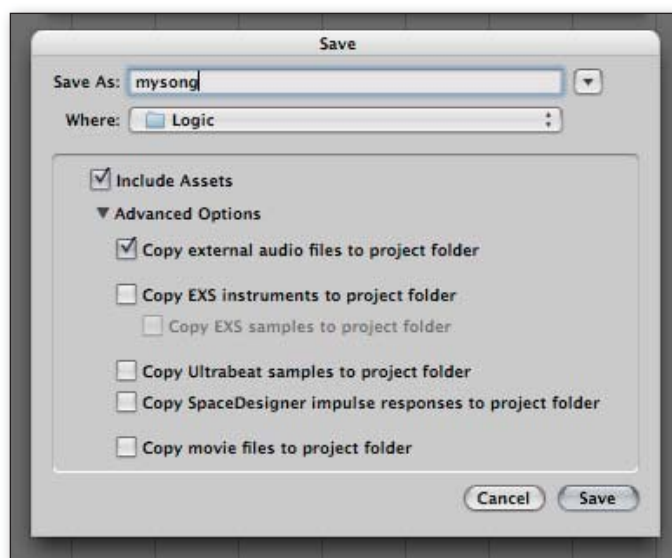 Save
Save As: mysong
Where: Logic
Include Assets
Advanced Options
Copy external audio files to project folder
Copy EXS instruments to project folder
Copy EXS samples to project folder
Copy Ultrabeat samples to project folder
Copy SpaceDesigner impulse responses to project folder
Copy movie files to project folder
Cancel Save